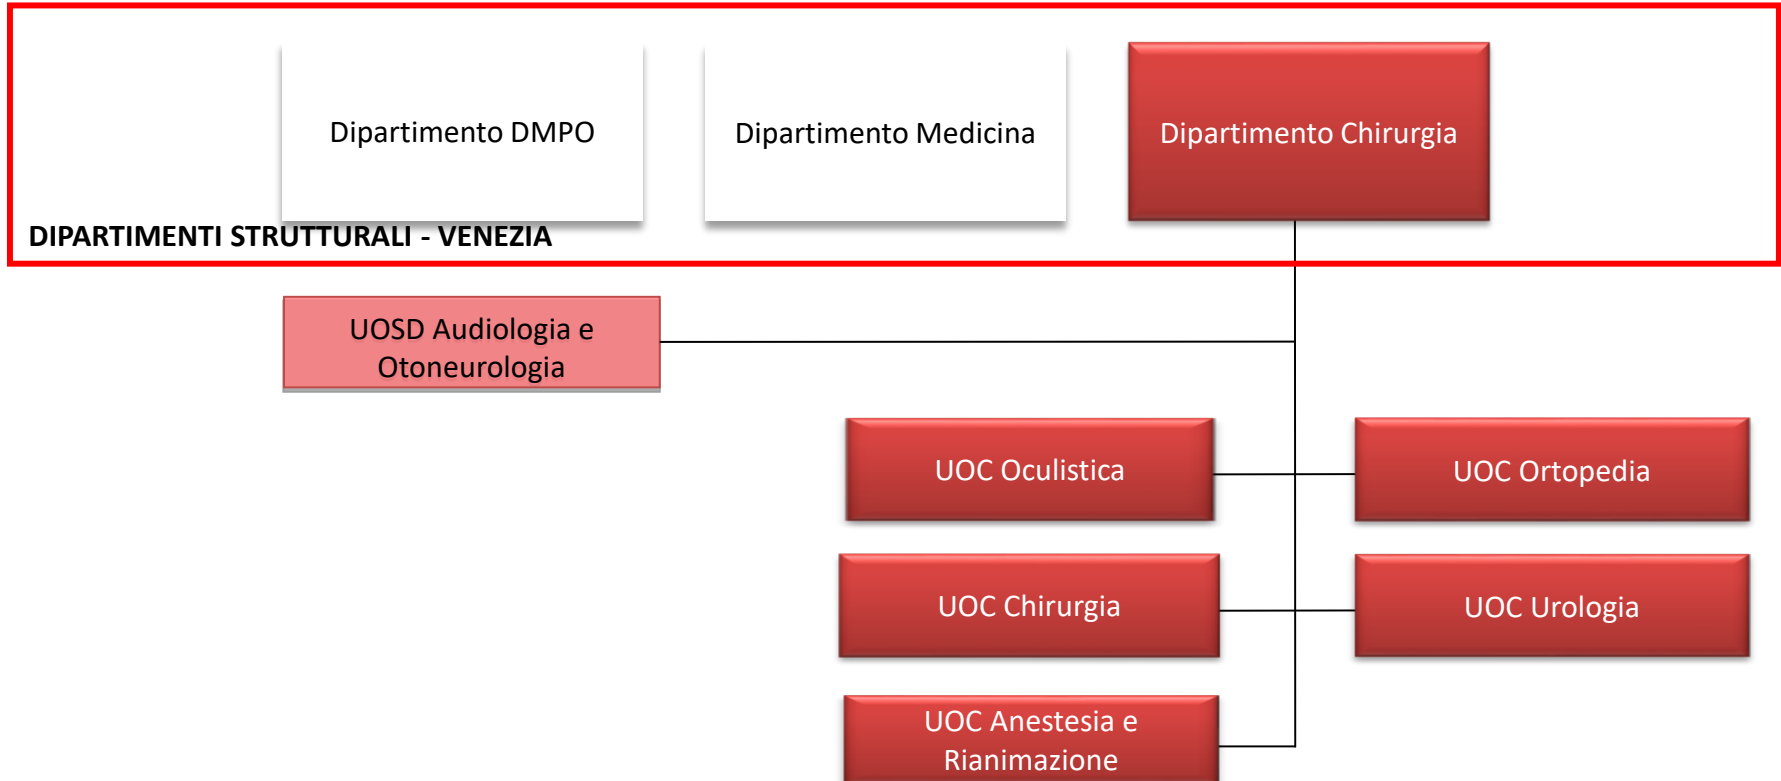 Dipartimento DMPO
Dipartimento Medicina
Dipartimento Chirurgia
DIPARTIMENTI STRUTTURALI - VENEZIA
UOSD Audiologia e
Otoneurologia
UOC Oculistica
UOC Ortopedia
UOC Chirurgia
UOC Urologia
UOC Anestesia e
Rianimazione